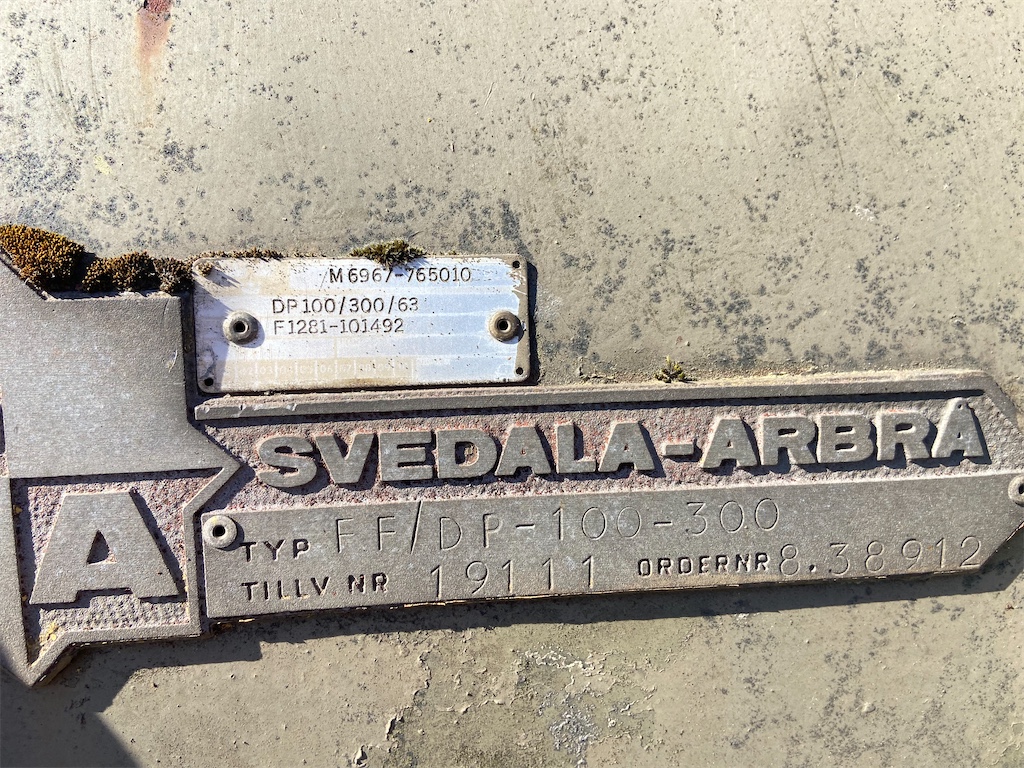 M6967-765010
DP100/300/63
F1281-101492
SVEDALA-ARBRÅ
A
TYP FF/DP-100-300
TILLV NR 19111 ORDERNR 8.38912